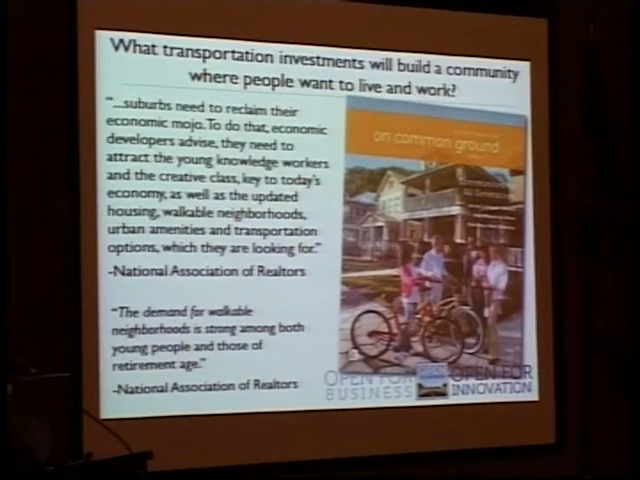 What transportation investments will build a community
where people want to live and work?
"...suburbs need to reclaim their
economic mojo. To do that, economic
developers advise, they need to
attract the young knowledge workers
and the creative class, key to today's
economy, as well as the updated
housing, walkable neighborhoods,
urban amenities and transportation
options, which they are looking for."
-National Association of Realtors
"The demand for walkable
neighborhoods is strong among both
young people and those of
retirement age."
-National Association of Realtors
on common ground
OPEN FOR
BUSINESS
OPEN FOR
INNOVATION